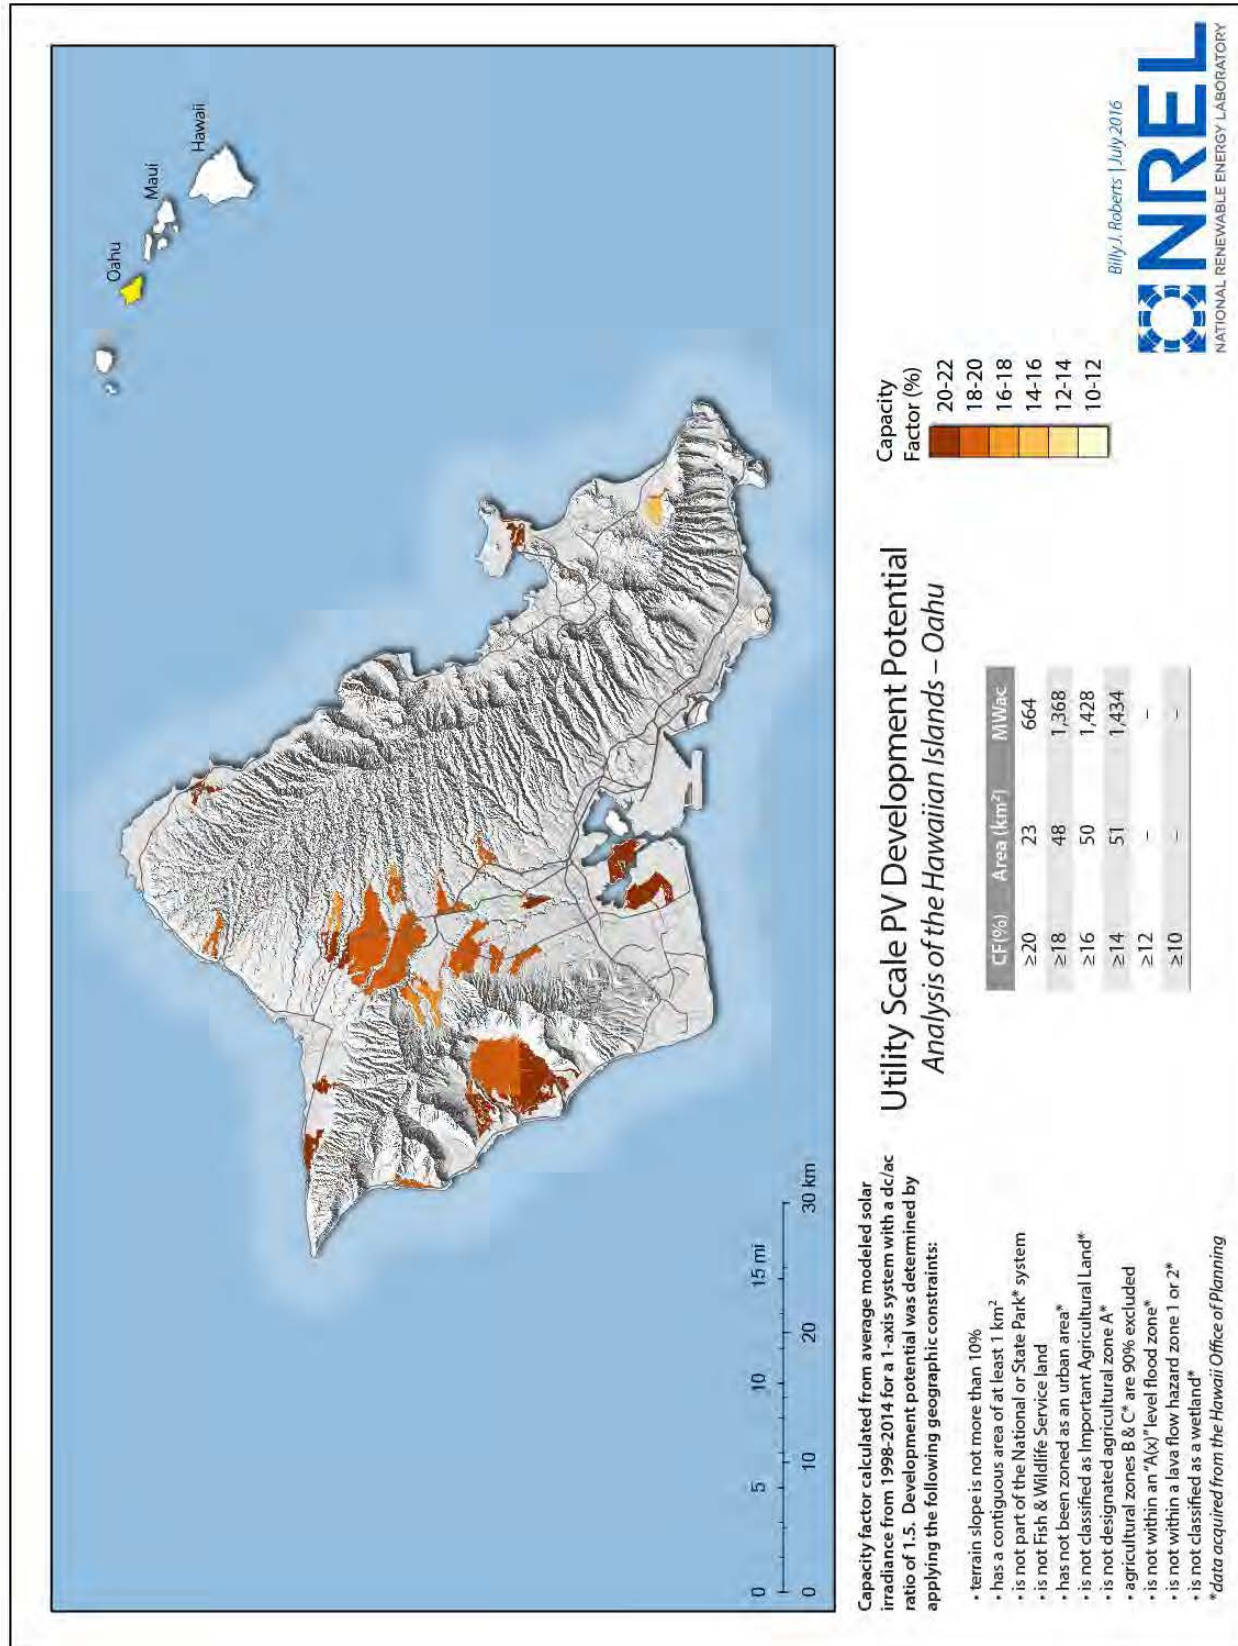 Oahu
Maui
Hawaii
0 5 10 15 mi
0 10 20 30 km
Capacity factor calculated from average modeled solar
irradiance from 1998-2014 for a 1-axis system with a dc/ac
ratio of 1.5. Development potential was determined by
applying the following geographic constraints:
• terrain slope is not more than 10%
• has a contiguous area of at least 1 km²
• is not part of the National or State Park* system
• is not Fish & Wildlife Service land
• has not been zoned as an urban area*
• is not classified as Important Agricultural Land*
• is not designated agricultural zone A*
• agricultural zones B & C* are 90% excluded
• is not within an "A(x)" level flood zone*
• is not within a lava flow hazard zone 1 or 2*
• is not classified as a wetland*
*data acquired from the Hawaii Office of Planning
Utility Scale PV Development Potential
Analysis of the Hawaiian Islands – Oahu
CF(%) Area (km²) MWac
≥20 23 664
≥18 48 1,368
≥16 50 1,428
≥14 51 1,434
≥12 – –
≥10 – –
Capacity
Factor (%)
20-22
18-20
16-18
14-16
12-14
10-12
Billy J. Roberts | July 2016
NREL
NATIONAL RENEWABLE ENERGY LABORATORY